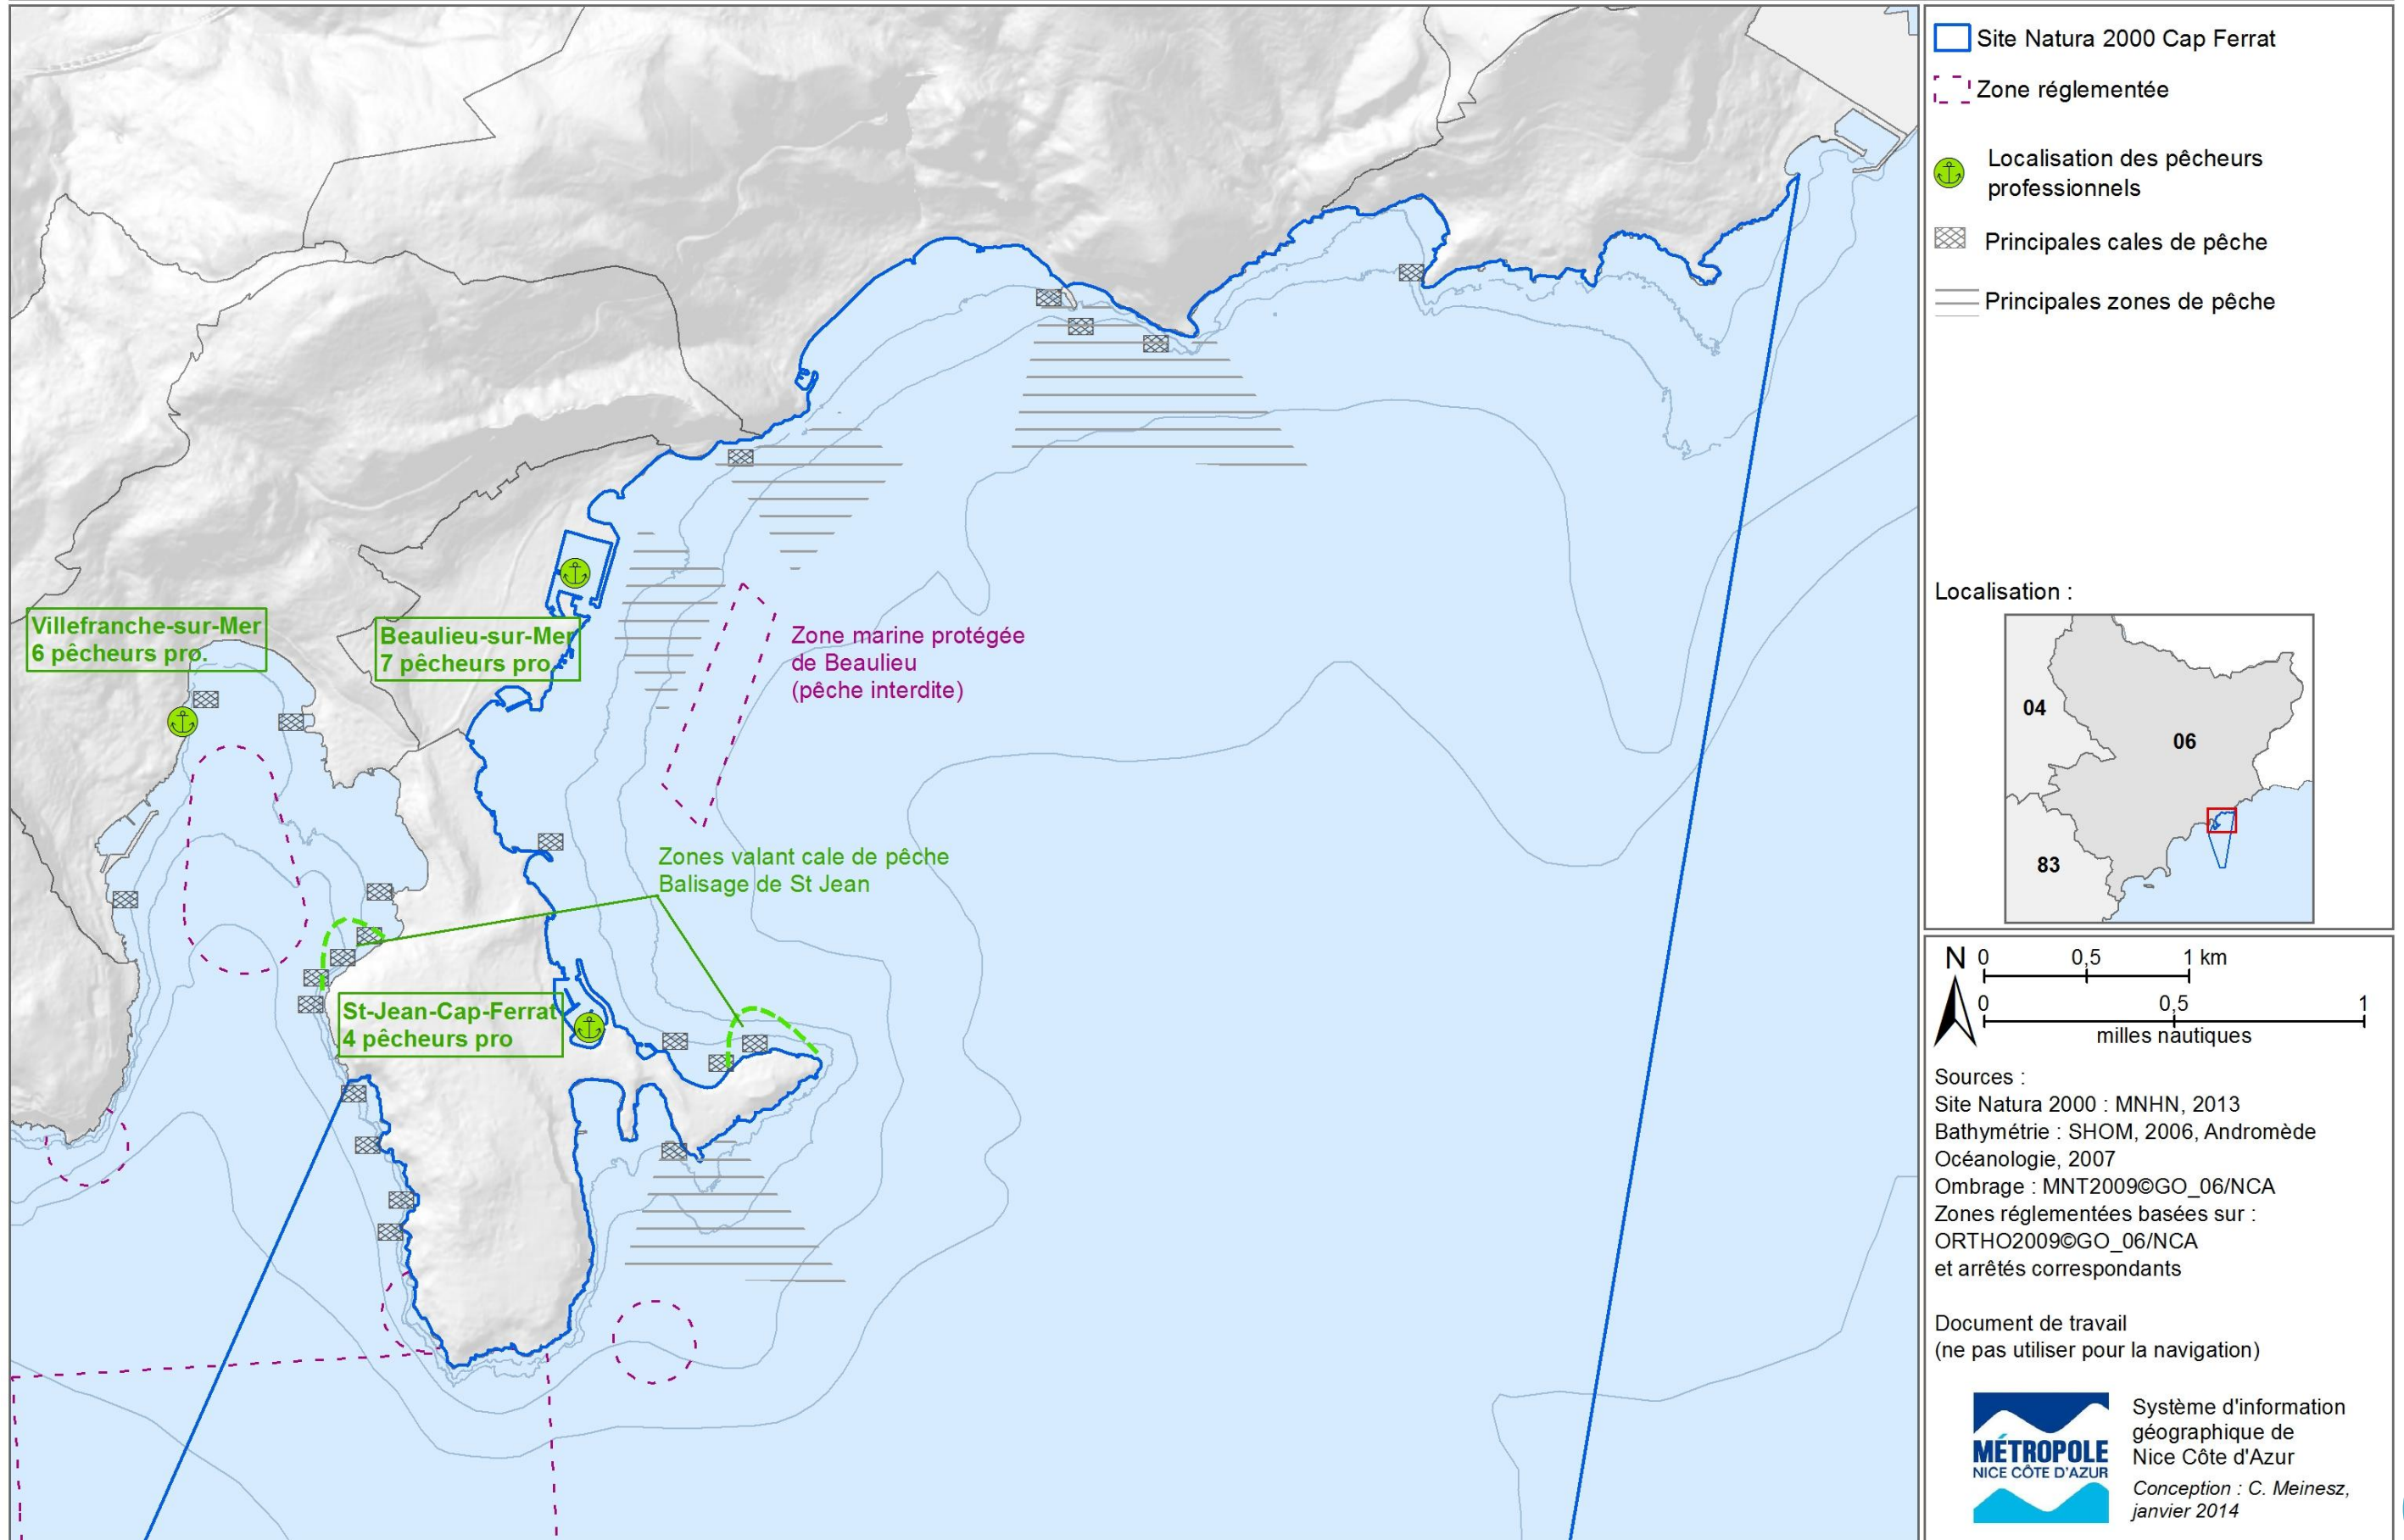 Villefranche-sur-Mer
6 pêcheurs pro.
Beaulieu-sur-Mer
7 pêcheurs pro.
Zone marine protégée
de Beaulieu
(pêche interdite)
Zones valant cale de pêche
Balisage de St Jean
St-Jean-Cap-Ferrat
4 pêcheurs pro
Site Natura 2000 Cap Ferrat
Zone réglementée
Localisation des pêcheurs
professionnels
Principales cales de pêche
Principales zones de pêche
Localisation :
04
06
83
N
0 0,5 1 km
0 0,5 1
milles nautiques
Sources :
Site Natura 2000 : MNHN, 2013
Bathymétrie : SHOM, 2006, Andromède
Océanologie, 2007
Ombrage : MNT2009©GO_06/NCA
Zones réglementées basées sur :
ORTHO2009©GO_06/NCA
et arrêtés correspondants
Document de travail
(ne pas utiliser pour la navigation)
MÉTROPOLE
NICE CÔTE D'AZUR
Système d'information
géographique de
Nice Côte d'Azur
Conception : C. Meinesz,
janvier 2014